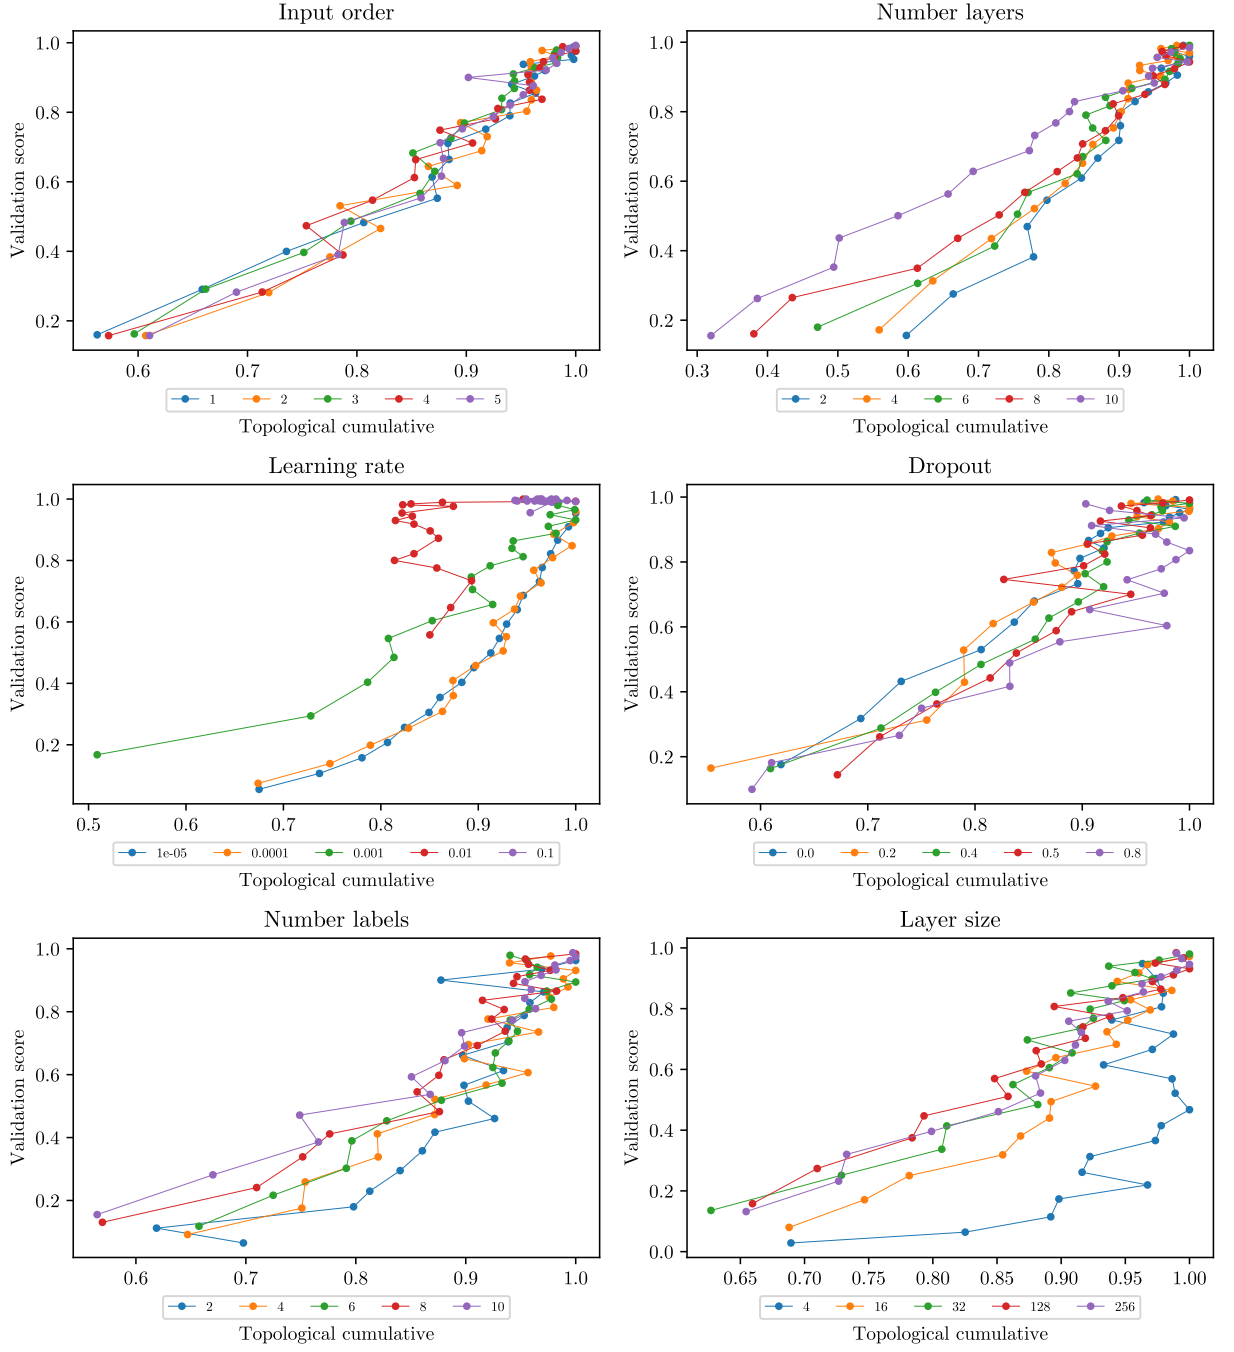 Input order
Validation score
1.0
0.8
0.6
0.4
0.2
0.6 0.7 0.8 0.9 1.0
1 2 3 4 5
Topological cumulative
Number layers
Validation score
1.0
0.8
0.6
0.4
0.2
0.3 0.4 0.5 0.6 0.7 0.8 0.9 1.0
2 4 6 8 10
Topological cumulative
Learning rate
Validation score
1.0
0.8
0.6
0.4
0.2
0.5 0.6 0.7 0.8 0.9 1.0
1e-05 0.0001 0.001 0.01 0.1
Topological cumulative
Dropout
Validation score
1.0
0.8
0.6
0.4
0.2
0.6 0.7 0.8 0.9 1.0
0.0 0.2 0.4 0.5 0.8
Topological cumulative
Number labels
Validation score
1.0
0.8
0.6
0.4
0.2
0.6 0.7 0.8 0.9 1.0
2 4 6 8 10
Topological cumulative
Layer size
Validation score
1.0
0.8
0.6
0.4
0.2
0.0
0.65 0.70 0.75 0.80 0.85 0.90 0.95 1.00
4 16 32 128 256
Topological cumulative